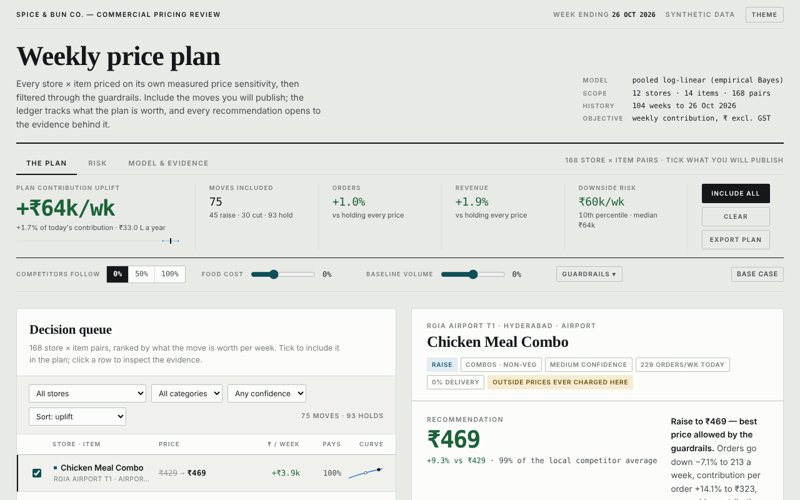 SPICE & BUN CO. — COMMERCIAL PRICING REVIEW
WEEK ENDING 26 OCT 2026 SYNTHETIC DATA THEME
Weekly price plan
Every store × item priced on its own measured price sensitivity, then
filtered through the guardrails. Include the moves you will publish; the
ledger tracks what the plan is worth, and every recommendation opens to
the evidence behind it.
MODEL pooled log-linear (empirical Bayes)
SCOPE 12 stores · 14 items · 168 pairs
HISTORY 104 weeks to 26 Oct 2026
OBJECTIVE weekly contribution, ₹ excl. GST
THE PLAN RISK MODEL & EVIDENCE
168 STORE × ITEM PAIRS · TICK WHAT YOU WILL PUBLISH
PLAN CONTRIBUTION UPLIFT
+₹64k/wk
+1.7% of today's contribution · ₹33.0 L a year
MOVES INCLUDED
75
45 raise · 30 cut · 93 hold
ORDERS
+1.0%
vs holding every price
REVENUE
+1.9%
vs holding every price
DOWNSIDE RISK
₹60k/wk
10th percentile · median
₹64k
INCLUDE ALL
CLEAR
EXPORT PLAN
COMPETITORS FOLLOW 0% 50% 100% FOOD COST 0% BASELINE VOLUME 0% GUARDRAILS ▾ BASE CASE
Decision queue
168 store × item pairs, ranked by what the move is worth per week. Tick to include it
in the plan; click a row to inspect the evidence.
All stores All categories Any confidence
Sort: uplift
75 MOVES · 93 HOLDS
STORE · ITEM PRICE ₹ / WEEK PAYS CURVE
Chicken Meal Combo ₹429 → ₹469 +₹3.9k 100%
RGIA AIRPORT T1 · AIRPOR…
RGIA AIRPORT T1 · HYDERABAD · AIRPORT
Chicken Meal Combo
RAISE COMBOS · NON-VEG MEDIUM CONFIDENCE 229 ORDERS/WK TODAY
0% DELIVERY OUTSIDE PRICES EVER CHARGED HERE
RECOMMENDATION
₹469
+9.3% vs ₹429 · 99% of the local competitor average
Raise to ₹469 — best
price allowed by the
guardrails. Orders go
down −7.1% to 213 a
week, contribution per
order +14.1% to ₹323,